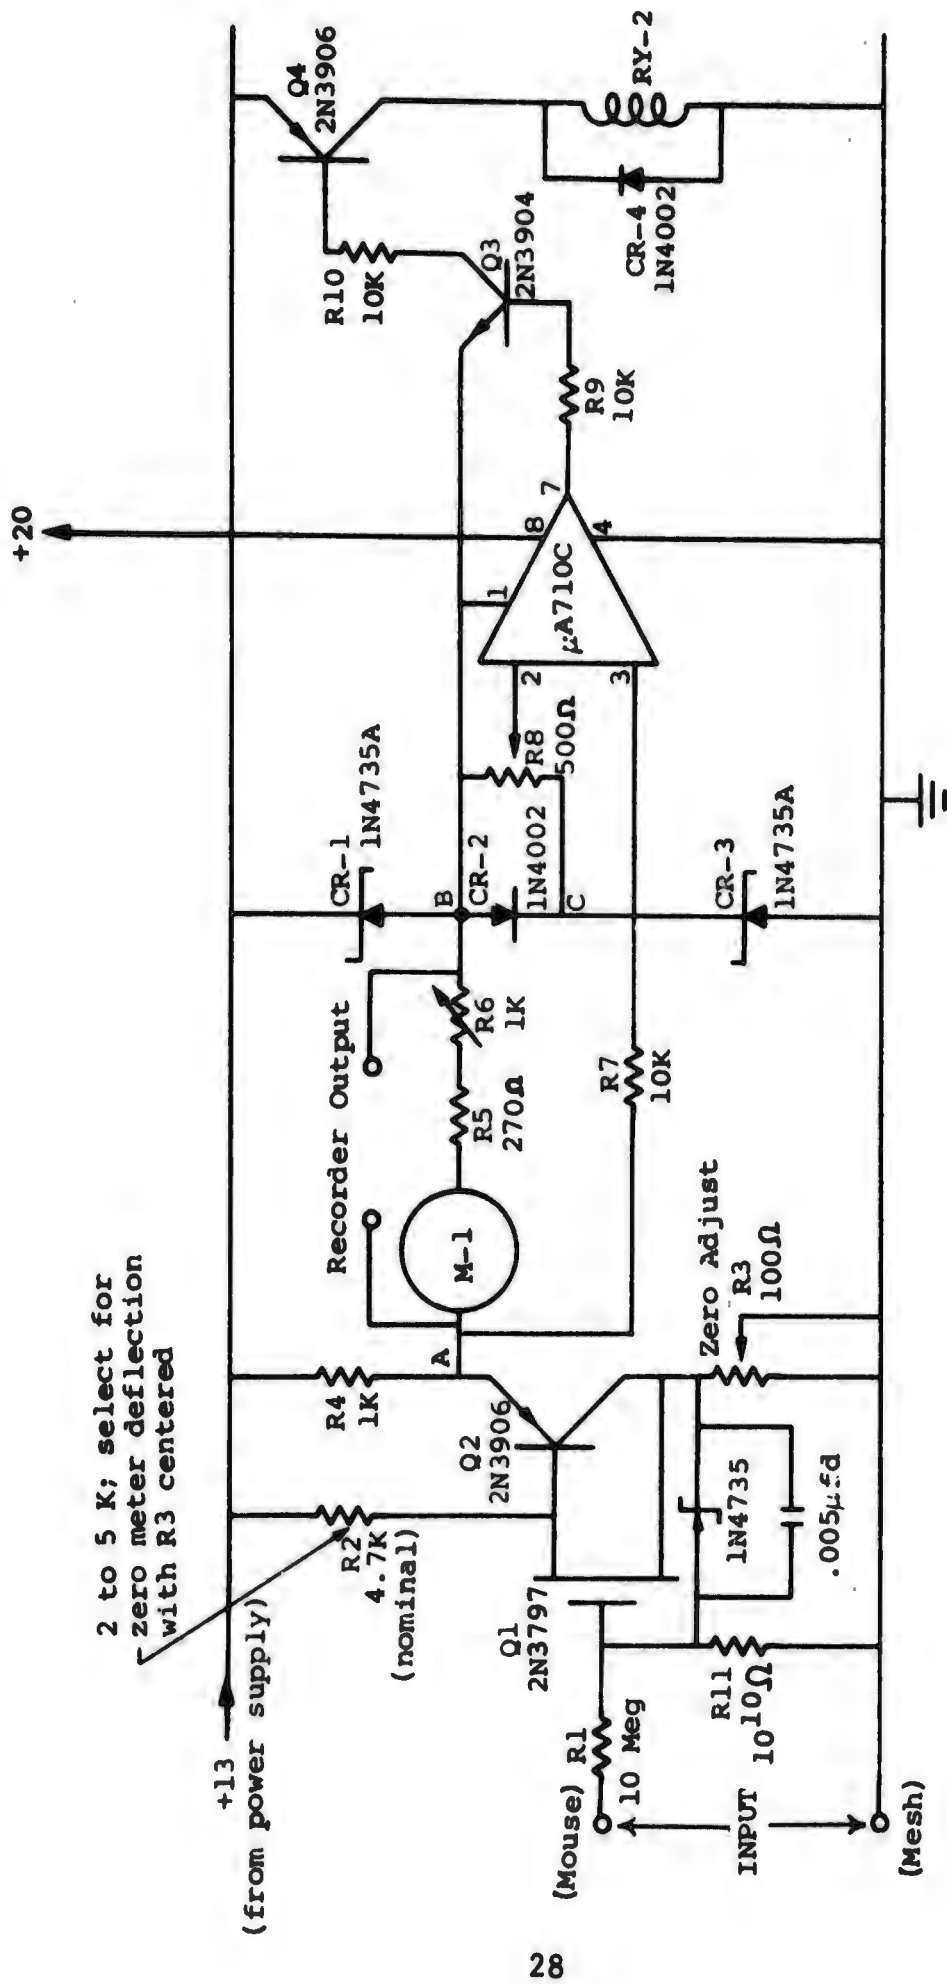 2 to 5 K; select for
zero meter deflection
with R3 centered
+13
(from power supply)
+20
R2
4.7K
(nominal)
R4
1K
A
Recorder Output
M-1
R5
270Ω
R6
1K
B
CR-1
1N4735A
CR-2
1N4002
C
R8
500Ω
CR-3
1N4735A
R7
10K
1
2
3
4
7
8
μA710C
R9
10K
Q3
2N3904
R10
10K
Q4
2N3906
CR-4
1N4002
RY-2
Q2
2N3906
Q1
2N3797
Zero Adjust
R3
100Ω
1N4735
.005μfd
R11
10¹⁰Ω
(Mouse)
R1
10 Meg
INPUT
(Mesh)
28